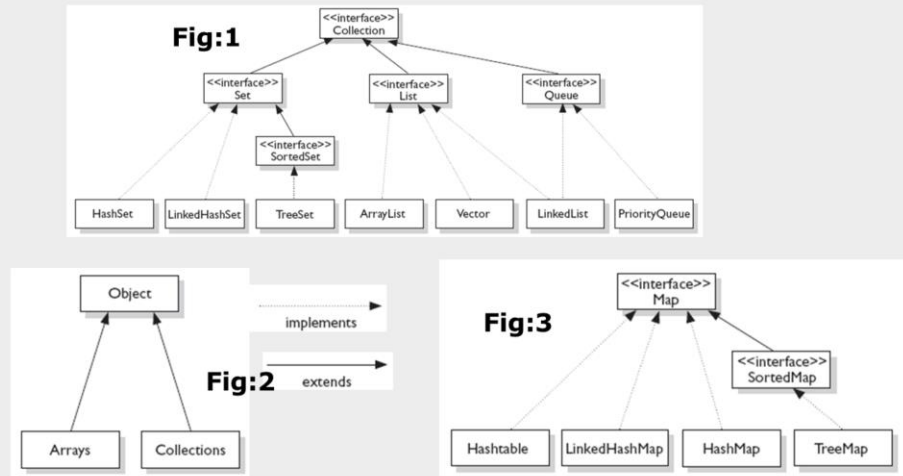 Fig:1
<<interface>>
Collection
<<interface>>
Set
<<interface>>
List
<<interface>>
Queue
<<interface>>
SortedSet
HashSet
LinkedHashSet
TreeSet
ArrayList
Vector
LinkedList
PriorityQueue
Object
implements
Fig:2
extends
Arrays
Collections
Fig:3
<<interface>>
Map
<<interface>>
SortedMap
Hashtable
LinkedHashMap
HashMap
TreeMap